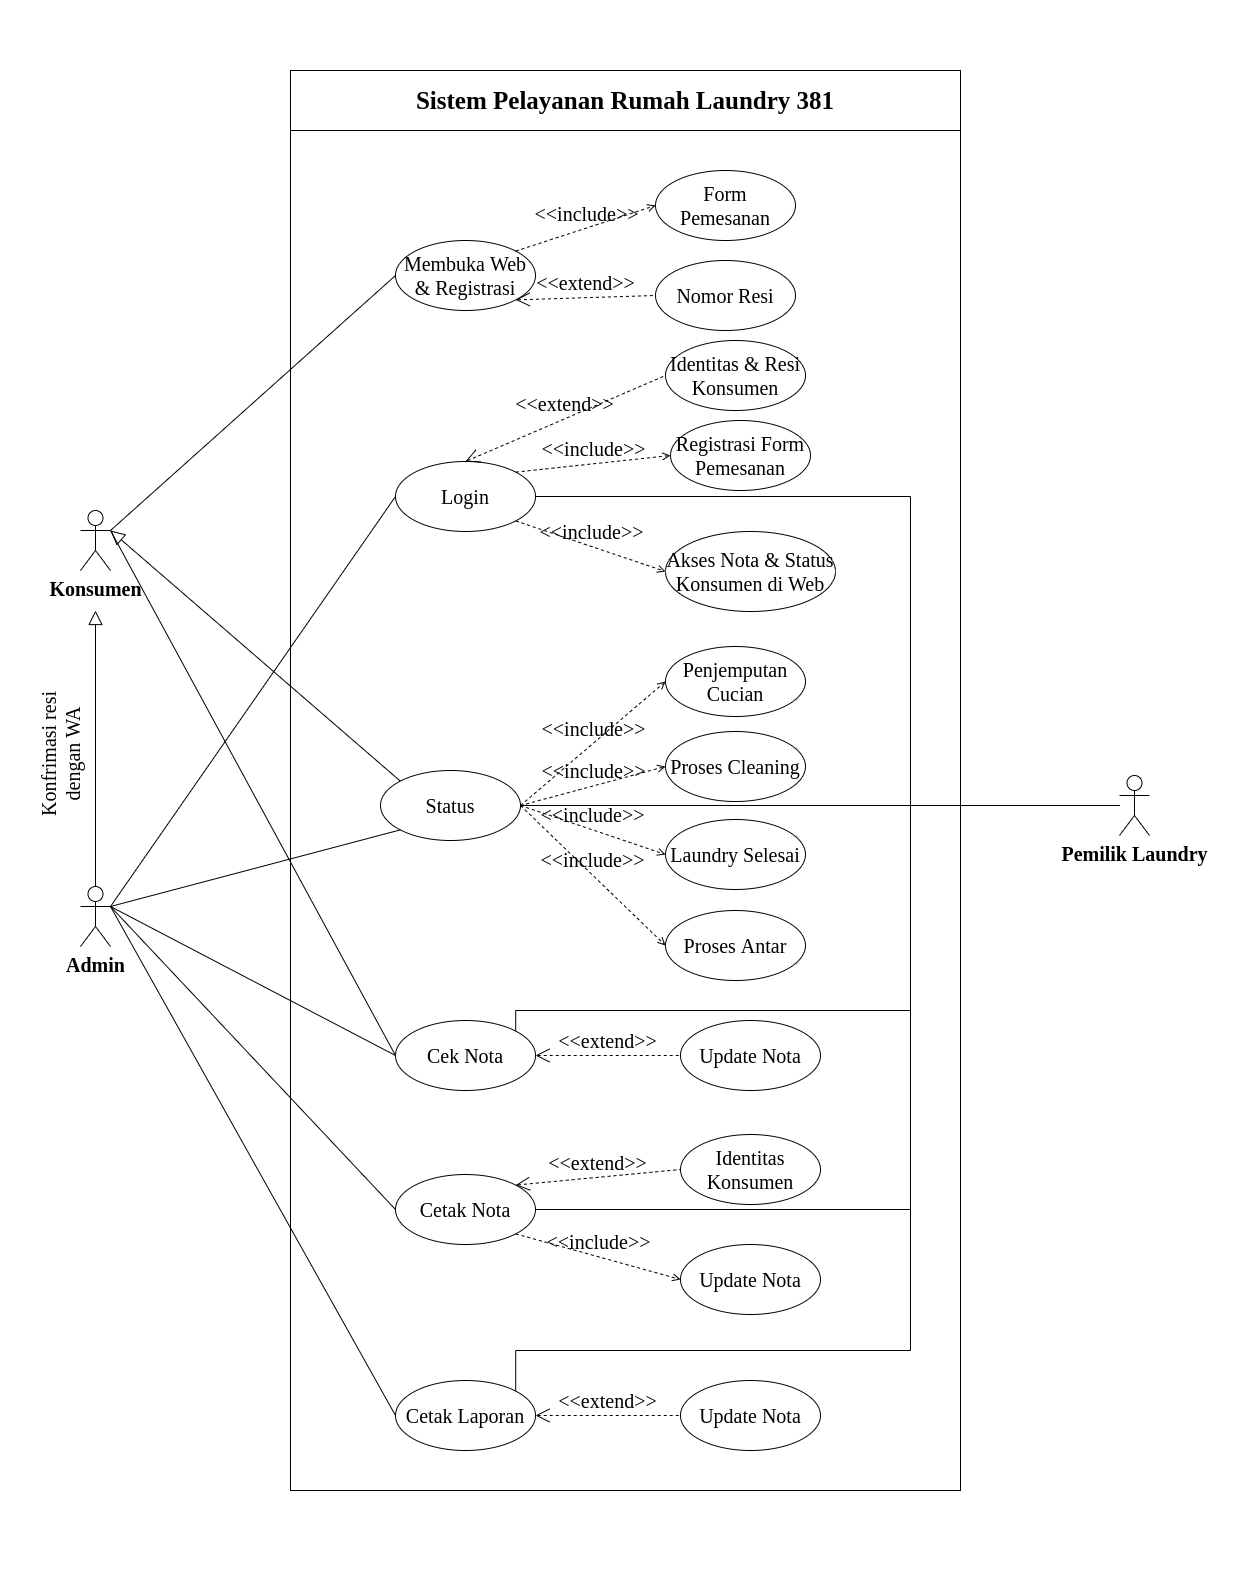 Sistem Pelayanan Rumah Laundry 381
Form
Pemesanan
<<include>>
Membuka Web
& Registrasi
<<extend>>
Nomor Resi
Identitas & Resi
Konsumen
<<extend>>
Registrasi Form
Pemesanan
<<include>>
Login
<<include>>
Akses Nota & Status
Konsumen di Web
Konsumen
Konfrimasi resi
dengan WA
Penjemputan
Cucian
<<include>>
Proses Cleaning
<<include>>
Status
<<include>>
Laundry Selesai
<<include>>
Proses Antar
Pemilik Laundry
Admin
Cek Nota
<<extend>>
Update Nota
Identitas
Konsumen
<<extend>>
Cetak Nota
<<include>>
Update Nota
Cetak Laporan
<<extend>>
Update Nota